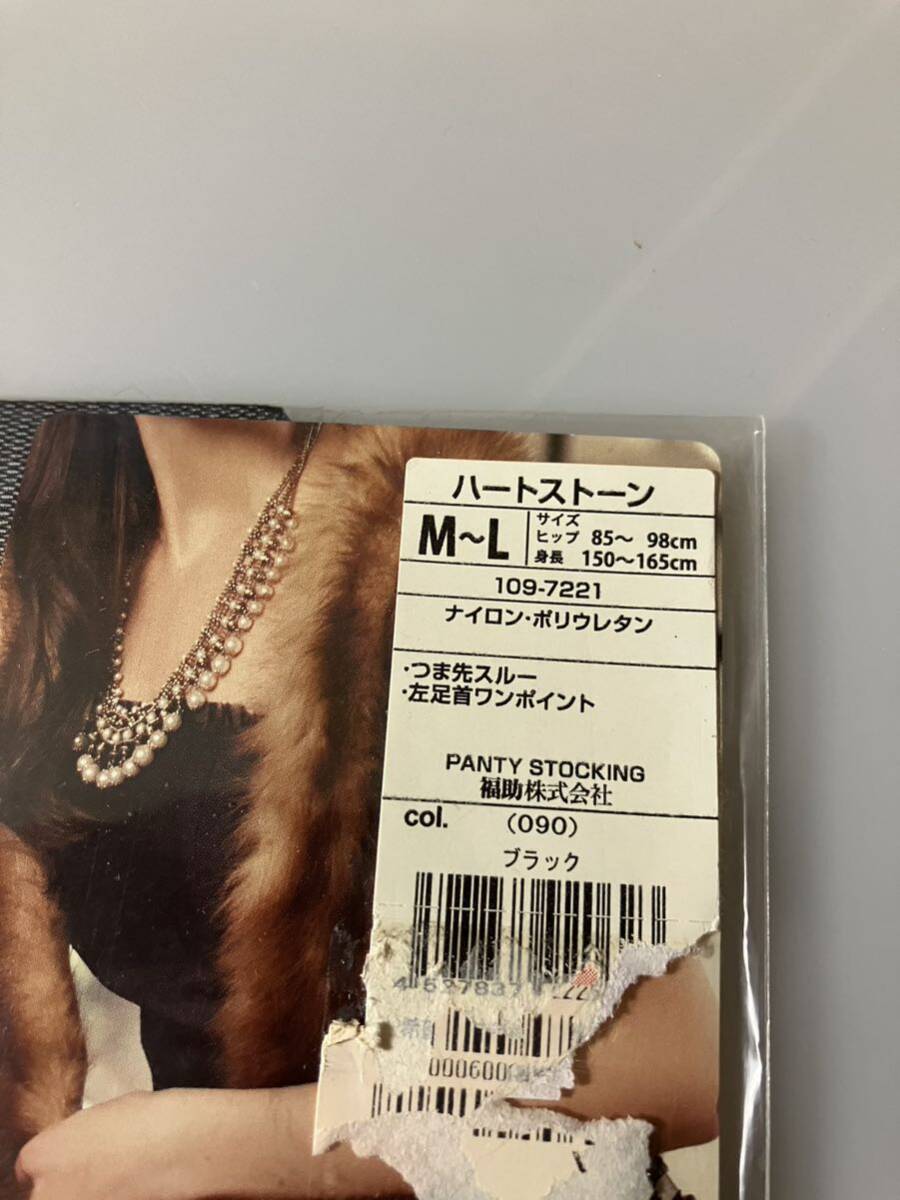 ハートストーン
M～L
サイズ
ヒップ 85～ 98cm
身長 150～165cm
109-7221
ナイロン・ポリウレタン
・つま先スルー
・左足首ワンポイント
PANTY STOCKING
福助株式会社
col. (090)
ブラック